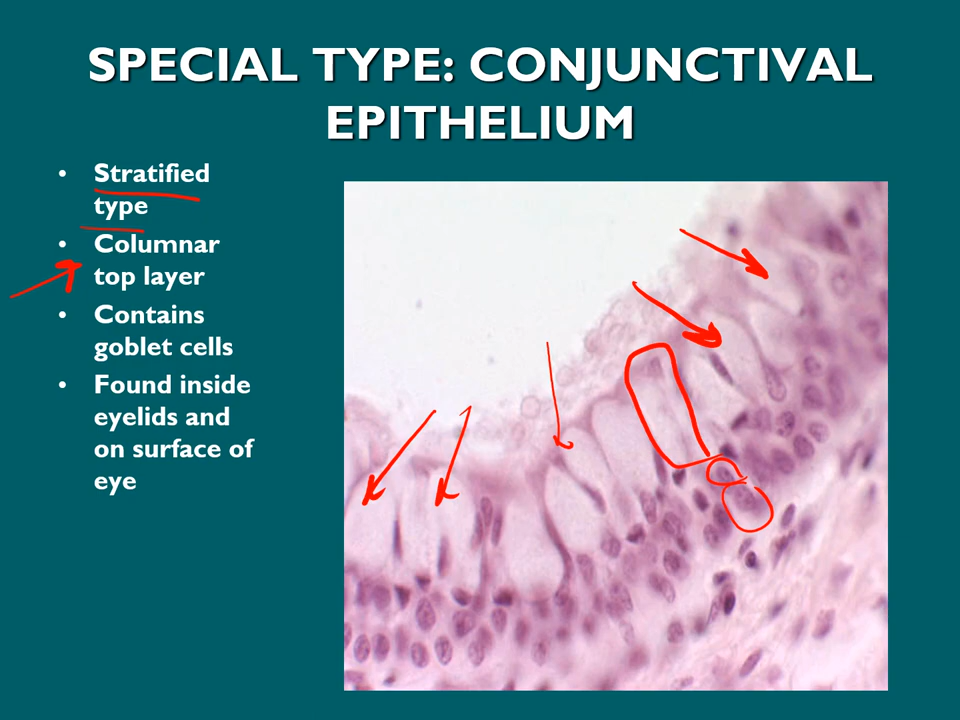 SPECIAL TYPE: CONJUNCTIVAL
EPITHELIUM
• Stratified
type
• Columnar
top layer
• Contains
goblet cells
• Found inside
eyelids and
on surface of
eye